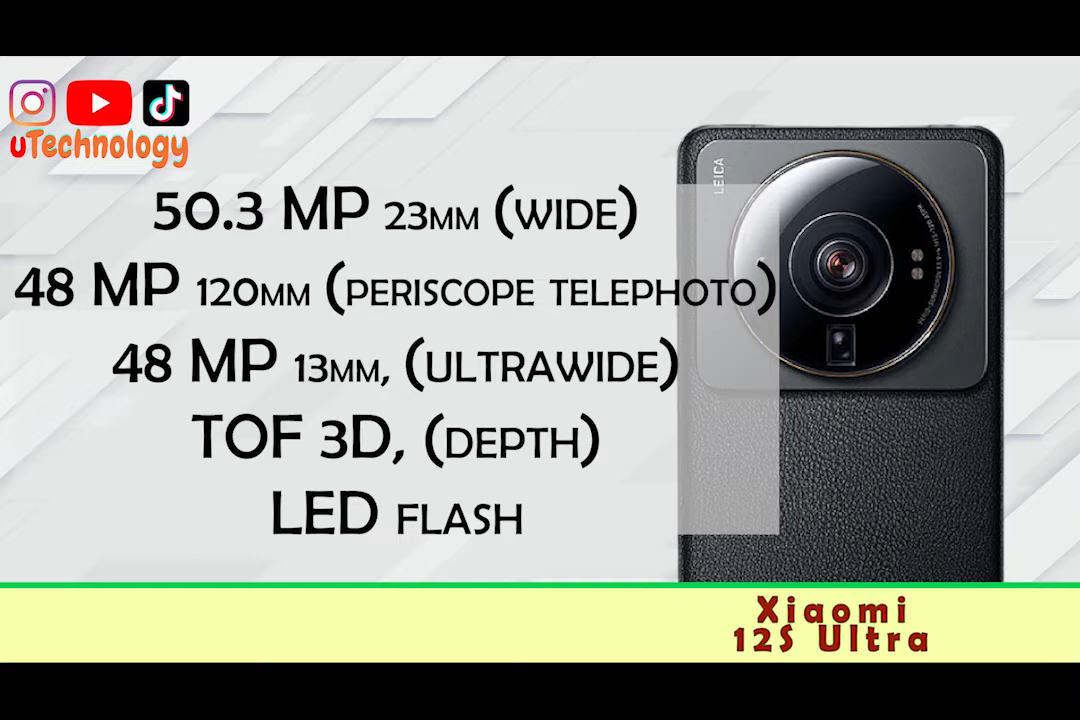 uTechnology
50.3 MP 23MM (WIDE)
48 MP 120MM (PERISCOPE TELEPHOTO)
48 MP 13MM, (ULTRAWIDE)
TOF 3D, (DEPTH)
LED FLASH
LEICA
Xiaomi
12S Ultra